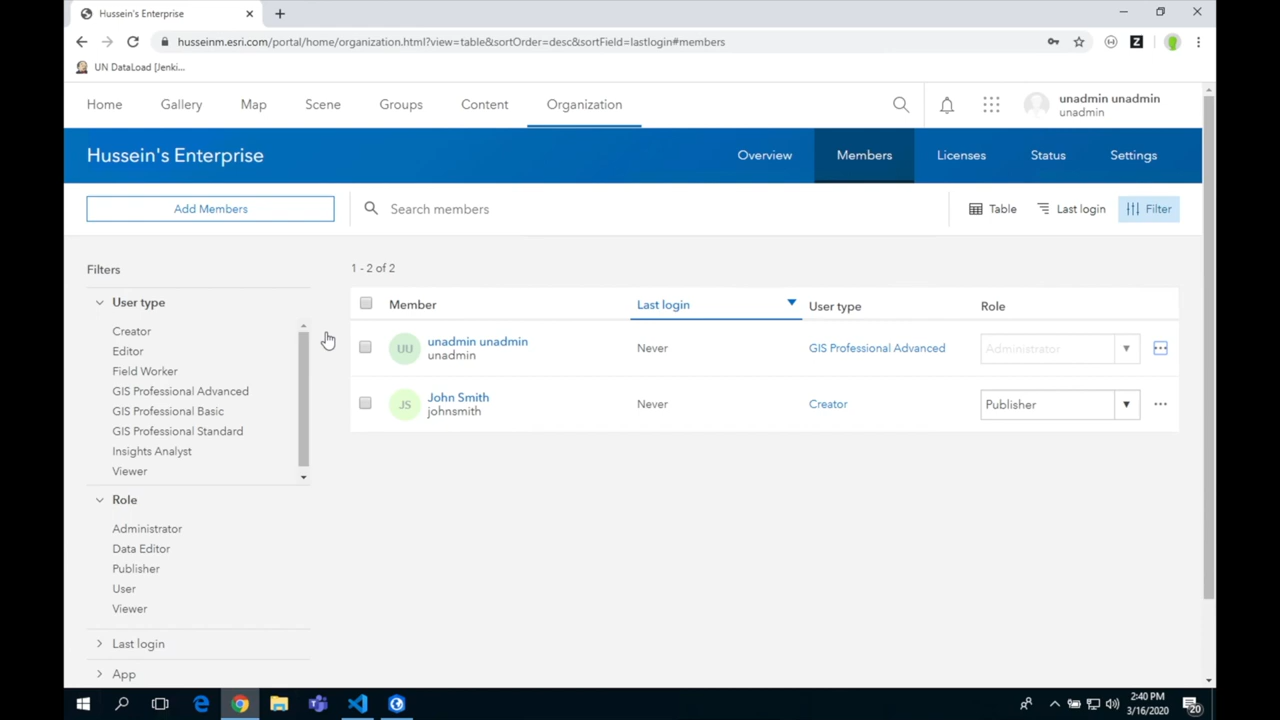 Hussein's Enterprise
husseinm.esri.com/portal/home/organization.html?view=table&sortOrder=desc&sortField=lastlogin#members
Z
UN DataLoad [Jenki...
Home Gallery Map Scene Groups Content Organization
unadmin unadmin
unadmin
Hussein's Enterprise
Overview Members Licenses Status Settings
Add Members
Search members
Table Last login Filter
Filters
1 - 2 of 2
User type
Creator
Editor
Field Worker
GIS Professional Advanced
GIS Professional Basic
GIS Professional Standard
Insights Analyst
Viewer
Role
Administrator
Data Editor
Publisher
User
Viewer
Last login
App
Member Last login User type Role
UU unadmin unadmin Never GIS Professional Advanced Administrator
unadmin
JS John Smith Never Creator Publisher
johnsmith
2:40 PM
3/16/2020
20